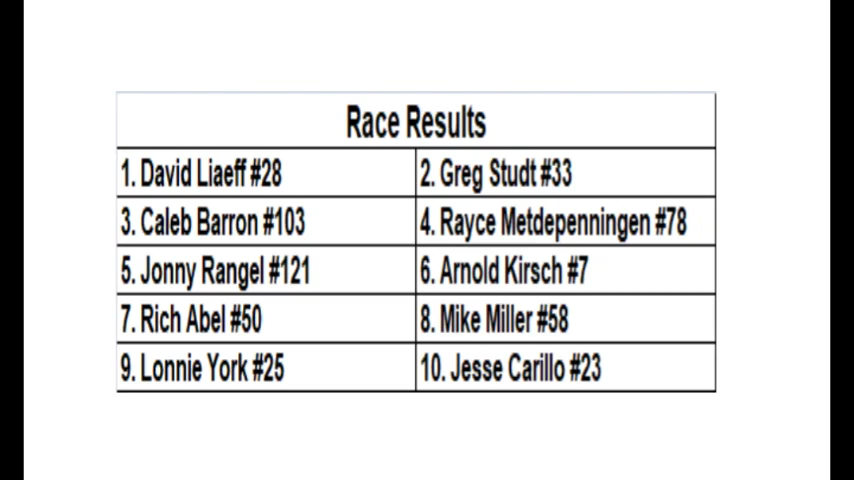 Race Results
1. David Liaeff #28
2. Greg Studt #33
3. Caleb Barron #103
4. Rayce Metdepenningen #78
5. Jonny Rangel #121
6. Arnold Kirsch #7
7. Rich Abel #50
8. Mike Miller #58
9. Lonnie York #25
10. Jesse Carillo #23